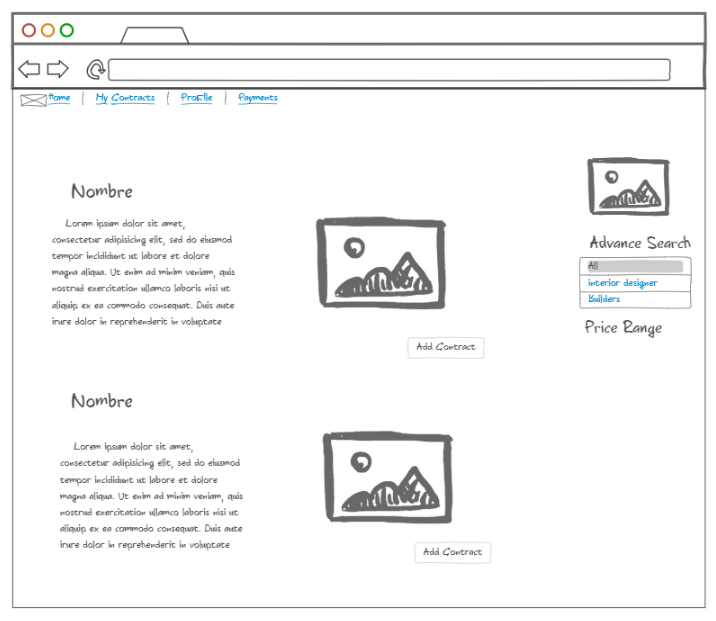 Home | My Contracts | Profile | Payments
Nombre
Lorem ipsum dolor sit amet,
consectetur adipisicing elit, sed do eiusmod
tempor incididunt ut labore et dolore
magna aliqua. Ut enim ad minim veniam, quis
nostrud exercitation ullamco laboris nisi ut
aliquip ex ea commodo consequat. Duis aute
irure dolor in reprehenderit in voluptate
Add Contract
Advance Search
All
interior designer
Builders
Price Range
Nombre
Lorem ipsum dolor sit amet,
consectetur adipisicing elit, sed do eiusmod
tempor incididunt ut labore et dolore
magna aliqua. Ut enim ad minim veniam, quis
nostrud exercitation ullamco laboris nisi ut
aliquip ex ea commodo consequat. Duis aute
irure dolor in reprehenderit in voluptate
Add Contract